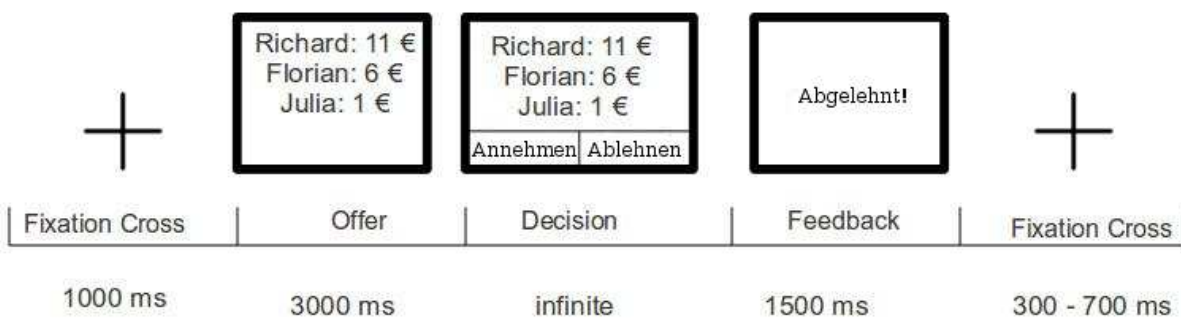 Richard: 11 €
Florian: 6 €
Julia: 1 €
Richard: 11 €
Florian: 6 €
Julia: 1 €
Annehmen Ablehnen
Abgelehnt!
Fixation Cross Offer Decision Feedback Fixation Cross
1000 ms 3000 ms infinite 1500 ms 300 - 700 ms